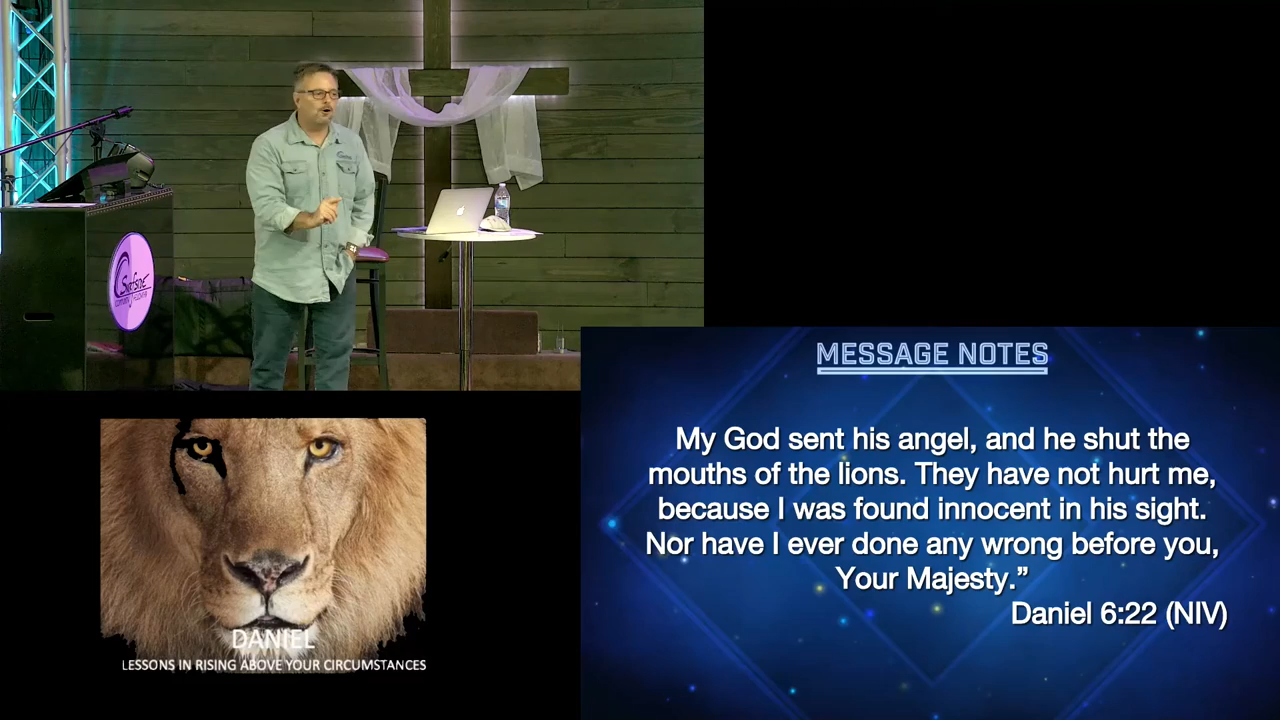 Surfside
MESSAGE NOTES
My God sent his angel, and he shut the
mouths of the lions. They have not hurt me,
because I was found innocent in his sight.
Nor have I ever done any wrong before you,
Your Majesty.”
Daniel 6:22 (NIV)
DANIEL
LESSONS IN RISING ABOVE YOUR CIRCUMSTANCES